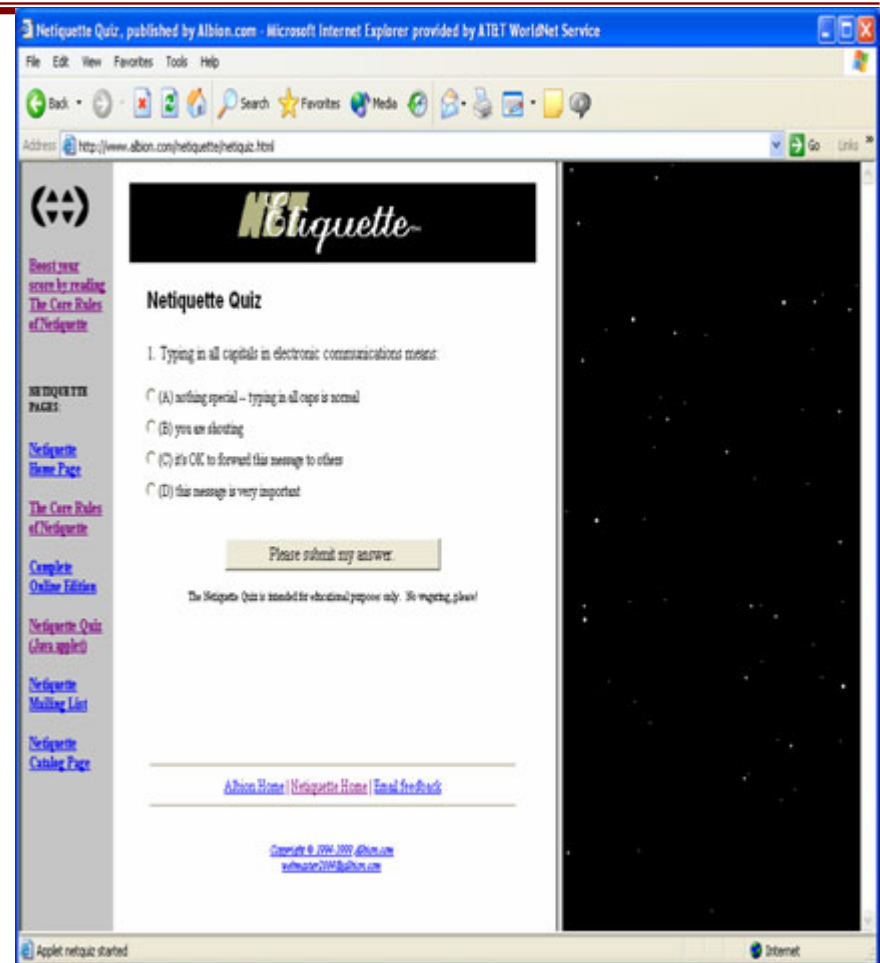 Netiquette Quiz, published by Albion.com - Microsoft Internet Explorer provided by AT&T WorldNet Service
File Edit View Favorites Tools Help
Back Search Favorites Media
Address http://www.albion.com/netiquette/netiquiz.html Go Links »
NETiquette
Boost your
score by reading
The Core Rules
of Netiquette
NETIQUETTE
PAGES:
Netiquette
Home Page
The Core Rules
of Netiquette
Complete
Online Edition
Netiquette Quiz
(Java applet)
Netiquette
Mailing List
Netiquette
Catalog Page
Netiquette Quiz
1. Typing in all capitals in electronic communications means:
(A) nothing special -- typing in all caps is normal
(B) you are shouting
(C) it's OK to forward this message to others
(D) this message is very important
Please submit my answer.
The Netiquette Quiz is intended for educational purposes only. No wagering, please!
Albion Home | Netiquette Home | Email feedback
Copyright © 1994-1999 Albion.com
Applet netquiz started Internet